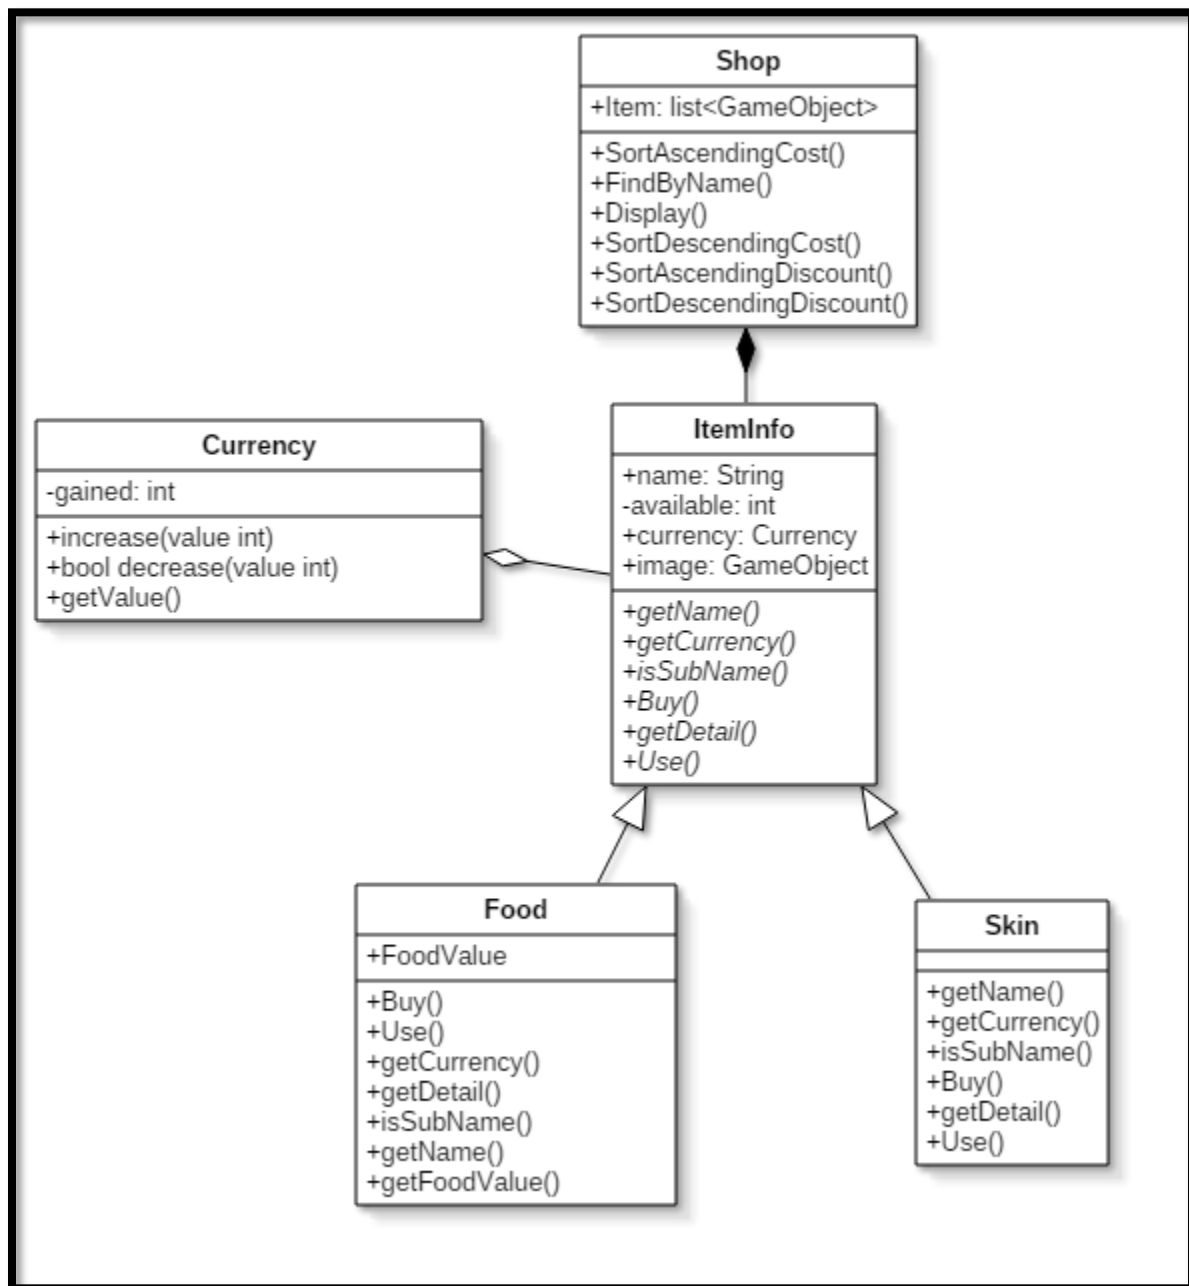 Shop
+Item: list<GameObject>
+SortAscendingCost()
+FindByName()
+Display()
+SortDescendingCost()
+SortAscendingDiscount()
+SortDescendingDiscount()
Currency
-gained: int
+increase(value int)
+bool decrease(value int)
+getValue()
ItemInfo
+name: String
-available: int
+currency: Currency
+image: GameObject
+getName()
+getCurrency()
+isSubName()
+Buy()
+getDetail()
+Use()
Food
+FoodValue
+Buy()
+Use()
+getCurrency()
+getDetail()
+isSubName()
+getName()
+getFoodValue()
Skin
+getName()
+getCurrency()
+isSubName()
+Buy()
+getDetail()
+Use()